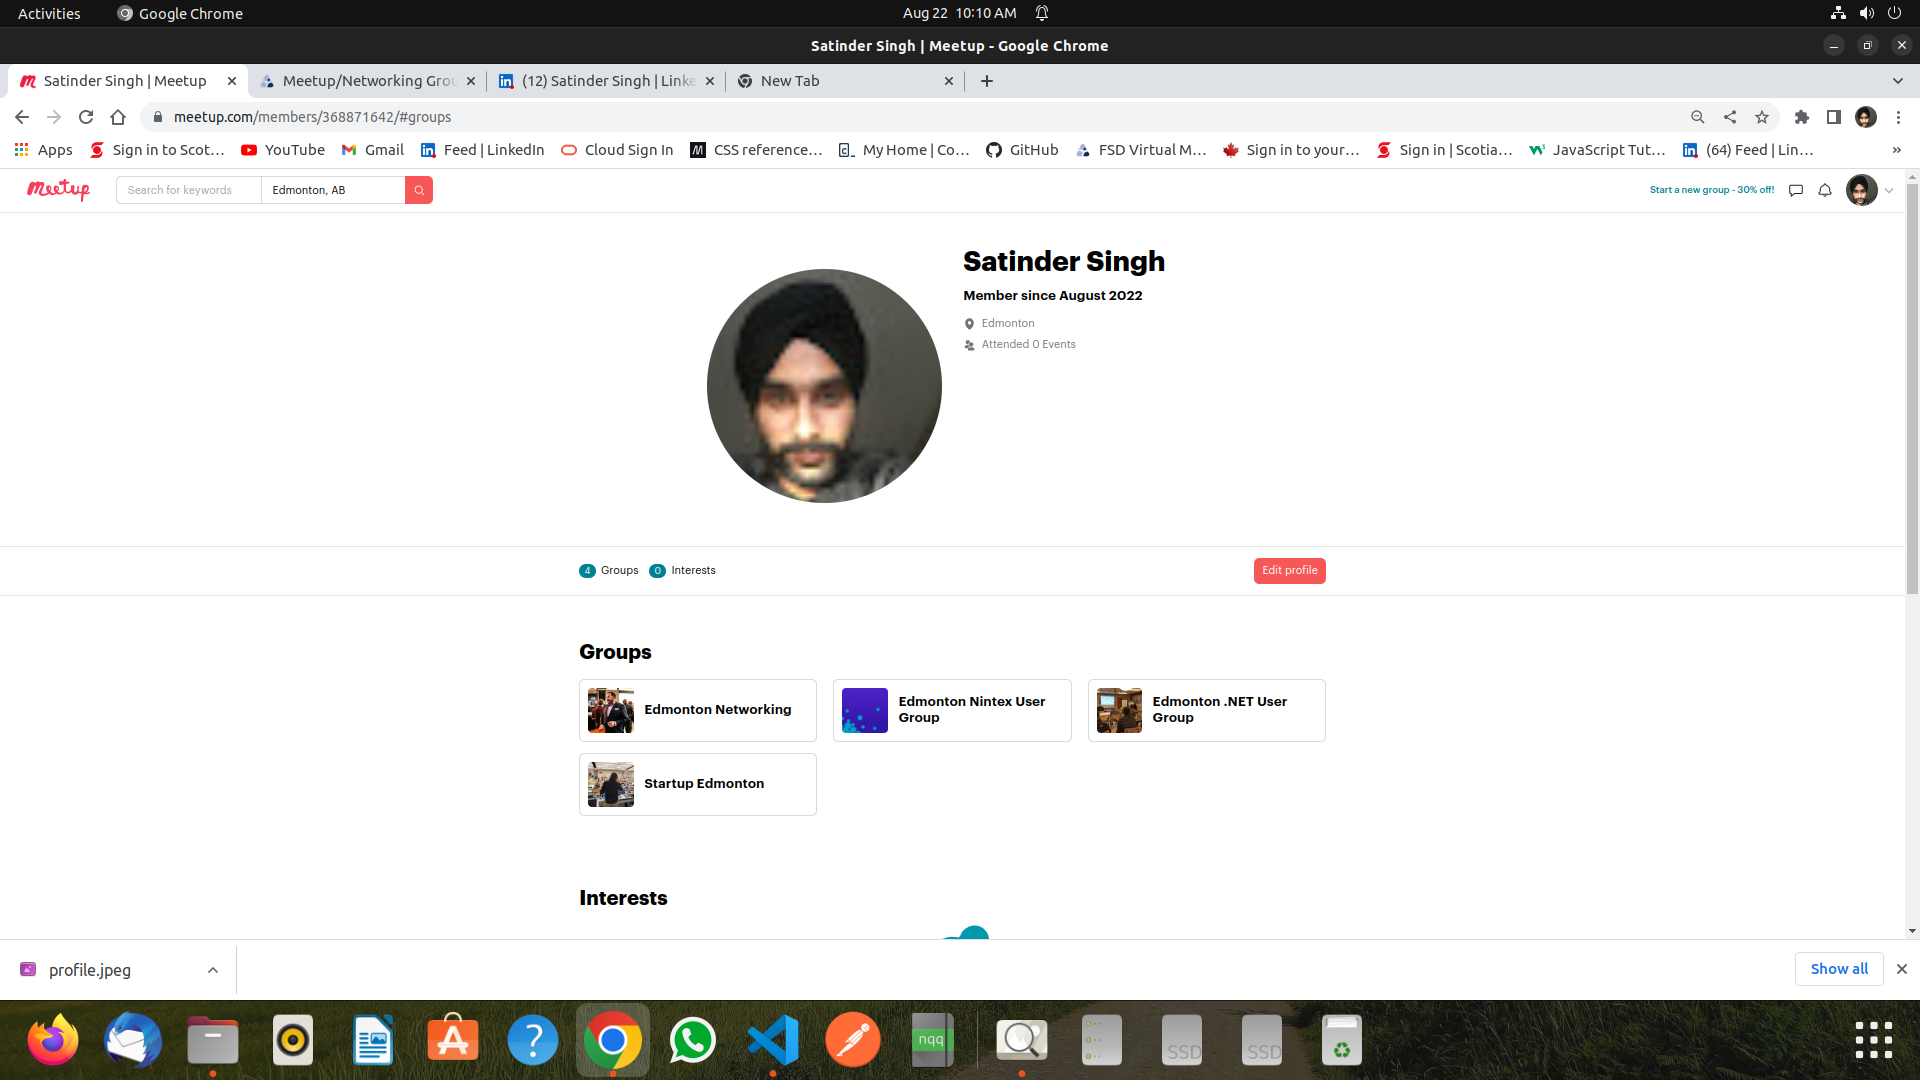 Activities
Google Chrome
Aug 22 10:10 AM
Satinder Singh | Meetup - Google Chrome
Satinder Singh | Meetup
Meetup/Networking Grou
(12) Satinder Singh | Linke
New Tab
meetup.com/members/368871642/#groups
Apps
Sign in to Scot…
YouTube
Gmail
Feed | LinkedIn
Cloud Sign In
CSS reference…
My Home | Co…
GitHub
FSD Virtual M…
Sign in to your…
Sign in | Scotia…
JavaScript Tut…
(64) Feed | Lin…
Meetup
Search for keywords
Edmonton, AB
Start a new group - 30% off!
Satinder Singh
Member since August 2022
Edmonton
Attended 0 Events
4 Groups
0 Interests
Edit profile
Groups
Edmonton Networking
Edmonton Nintex User
Group
Edmonton .NET User
Group
Startup Edmonton
Interests
profile.jpeg
Show all
nqq
SSD
SSD